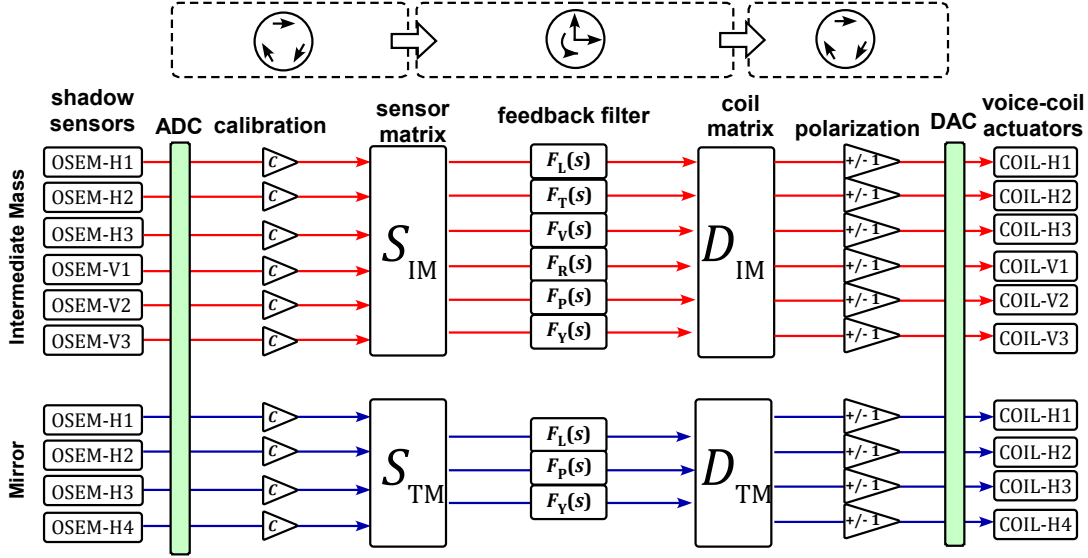 shadow
sensors
ADC
calibration
sensor
matrix
feedback filter
coil
matrix
polarization
DAC
voice-coil
actuators
Intermediate Mass
OSEM-H1
C
F_L(s)
+/- 1
COIL-H1
OSEM-H2
C
F_T(s)
+/- 1
COIL-H2
OSEM-H3
C
F_V(s)
+/- 1
COIL-H3
S_IM
D_IM
OSEM-V1
C
F_R(s)
+/- 1
COIL-V1
OSEM-V2
C
F_P(s)
+/- 1
COIL-V2
OSEM-V3
C
F_Y(s)
+/- 1
COIL-V3
Mirror
OSEM-H1
C
+/- 1
COIL-H1
F_L(s)
OSEM-H2
C
+/- 1
COIL-H2
S_TM
F_P(s)
D_TM
OSEM-H3
C
+/- 1
COIL-H3
F_Y(s)
OSEM-H4
C
+/- 1
COIL-H4